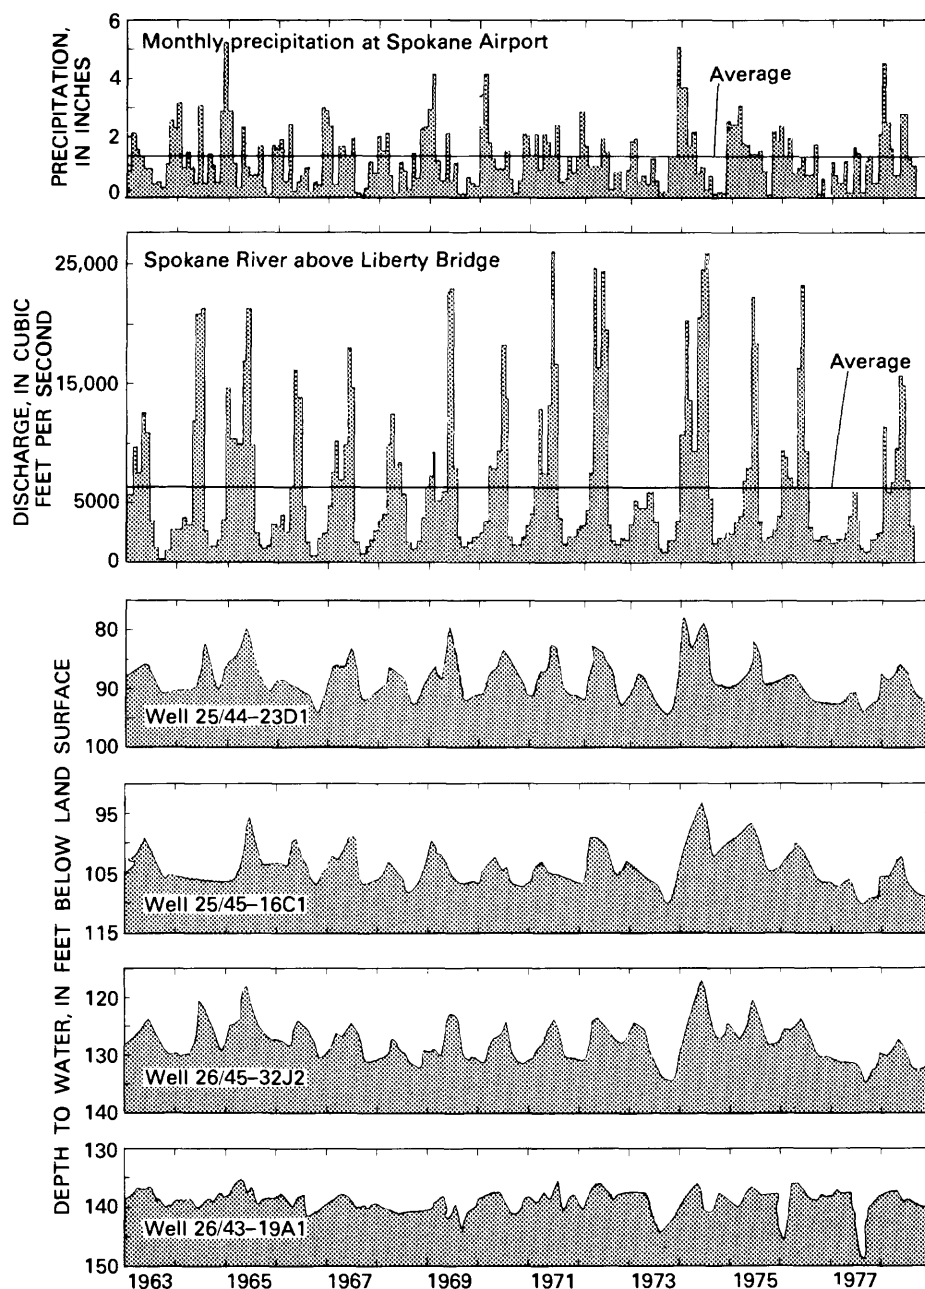 PRECIPITATION,
IN INCHES
6
4
2
0
Monthly precipitation at Spokane Airport
Average
DISCHARGE, IN CUBIC
FEET PER SECOND
25,000
15,000
5000
0
Spokane River above Liberty Bridge
Average
DEPTH TO WATER, IN FEET BELOW LAND SURFACE
80
90
100
Well 25/44–23D1
95
105
115
Well 25/45–16C1
120
130
140
Well 26/45–32J2
130
140
150
Well 26/43–19A1
1963
1965
1967
1969
1971
1973
1975
1977